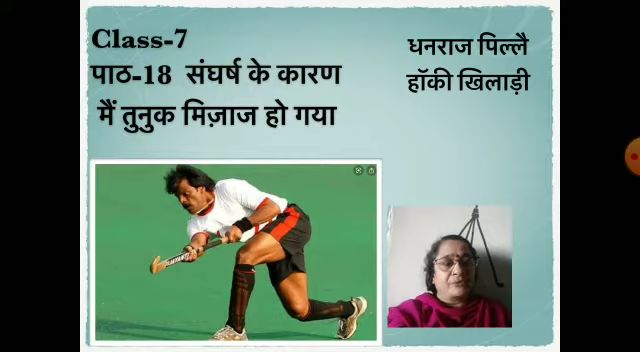 Class-7
पाठ-18 संघर्ष के कारण
मैं तुनुक मिज़ाज हो गया
धनराज पिल्लै
हॉकी खिलाड़ी